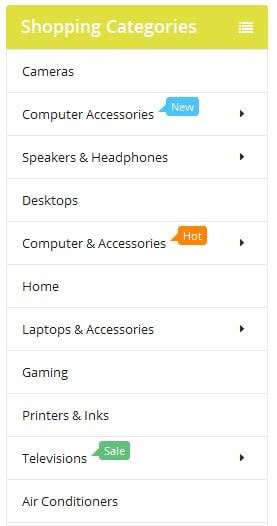 Shopping Categories
Cameras
Computer Accessories New
Speakers & Headphones
Desktops
Computer & Accessories Hot
Home
Laptops & Accessories
Gaming
Printers & Inks
Televisions Sale
Air Conditioners